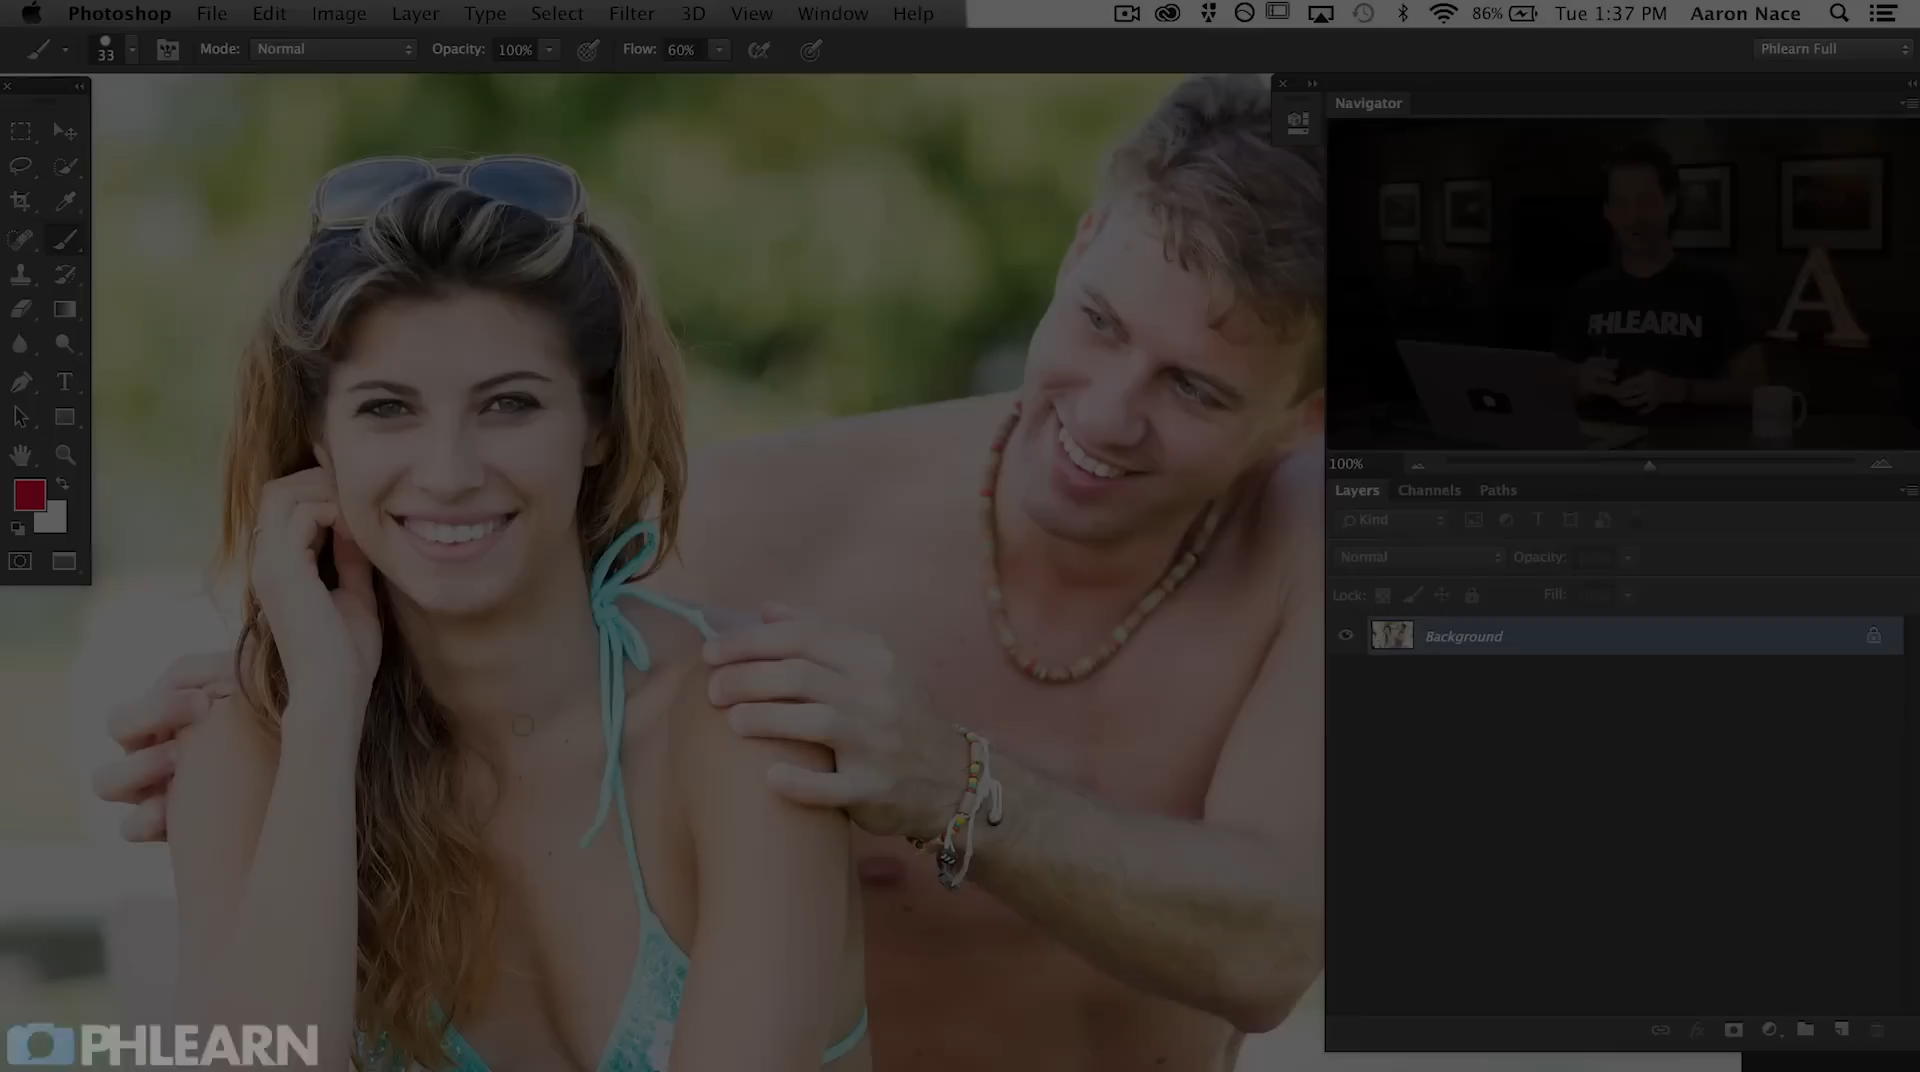 Photoshop File Edit Image Layer Type Select Filter 3D View Window Help 86% Tue 1:37 PM Aaron Nace
33 Mode: Normal Opacity: 100% Flow: 60% Phlearn Full
Navigator
A
PHLEARN
100%
Layers Channels Paths
Kind
Normal Opacity:
Lock: Fill:
Background
PHLEARN